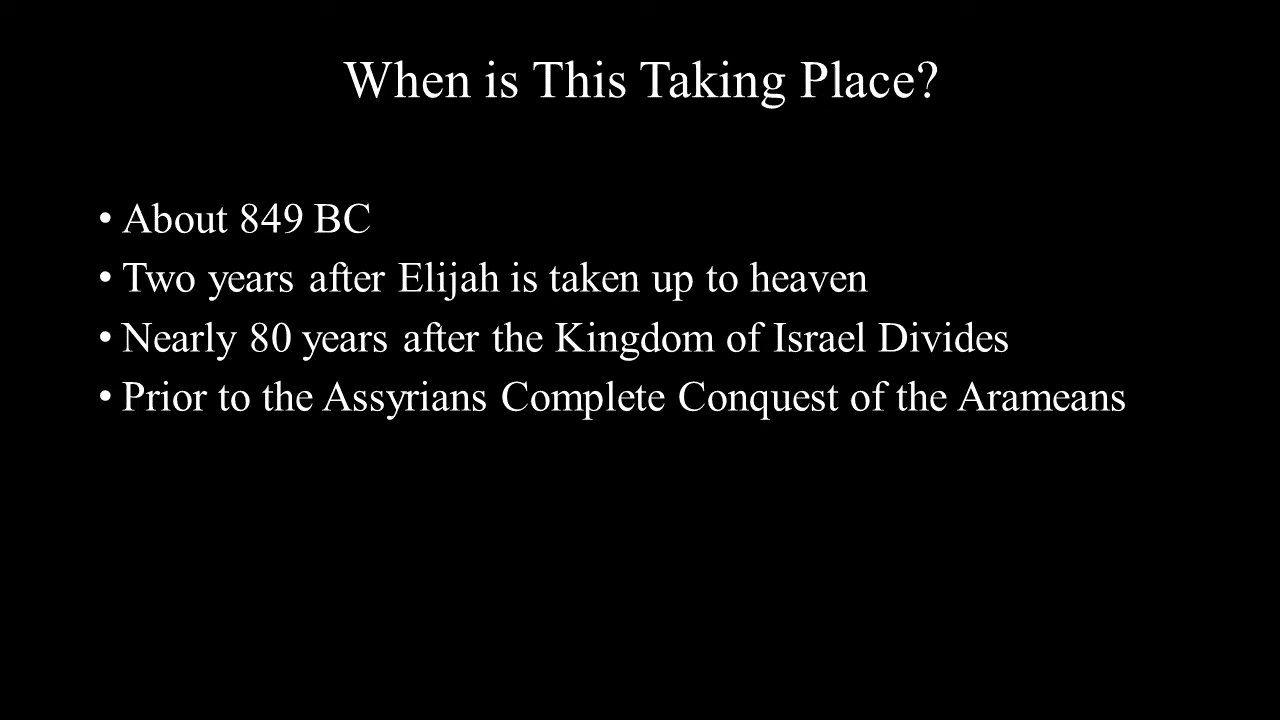 When is This Taking Place?
• About 849 BC
• Two years after Elijah is taken up to heaven
• Nearly 80 years after the Kingdom of Israel Divides
• Prior to the Assyrians Complete Conquest of the Arameans